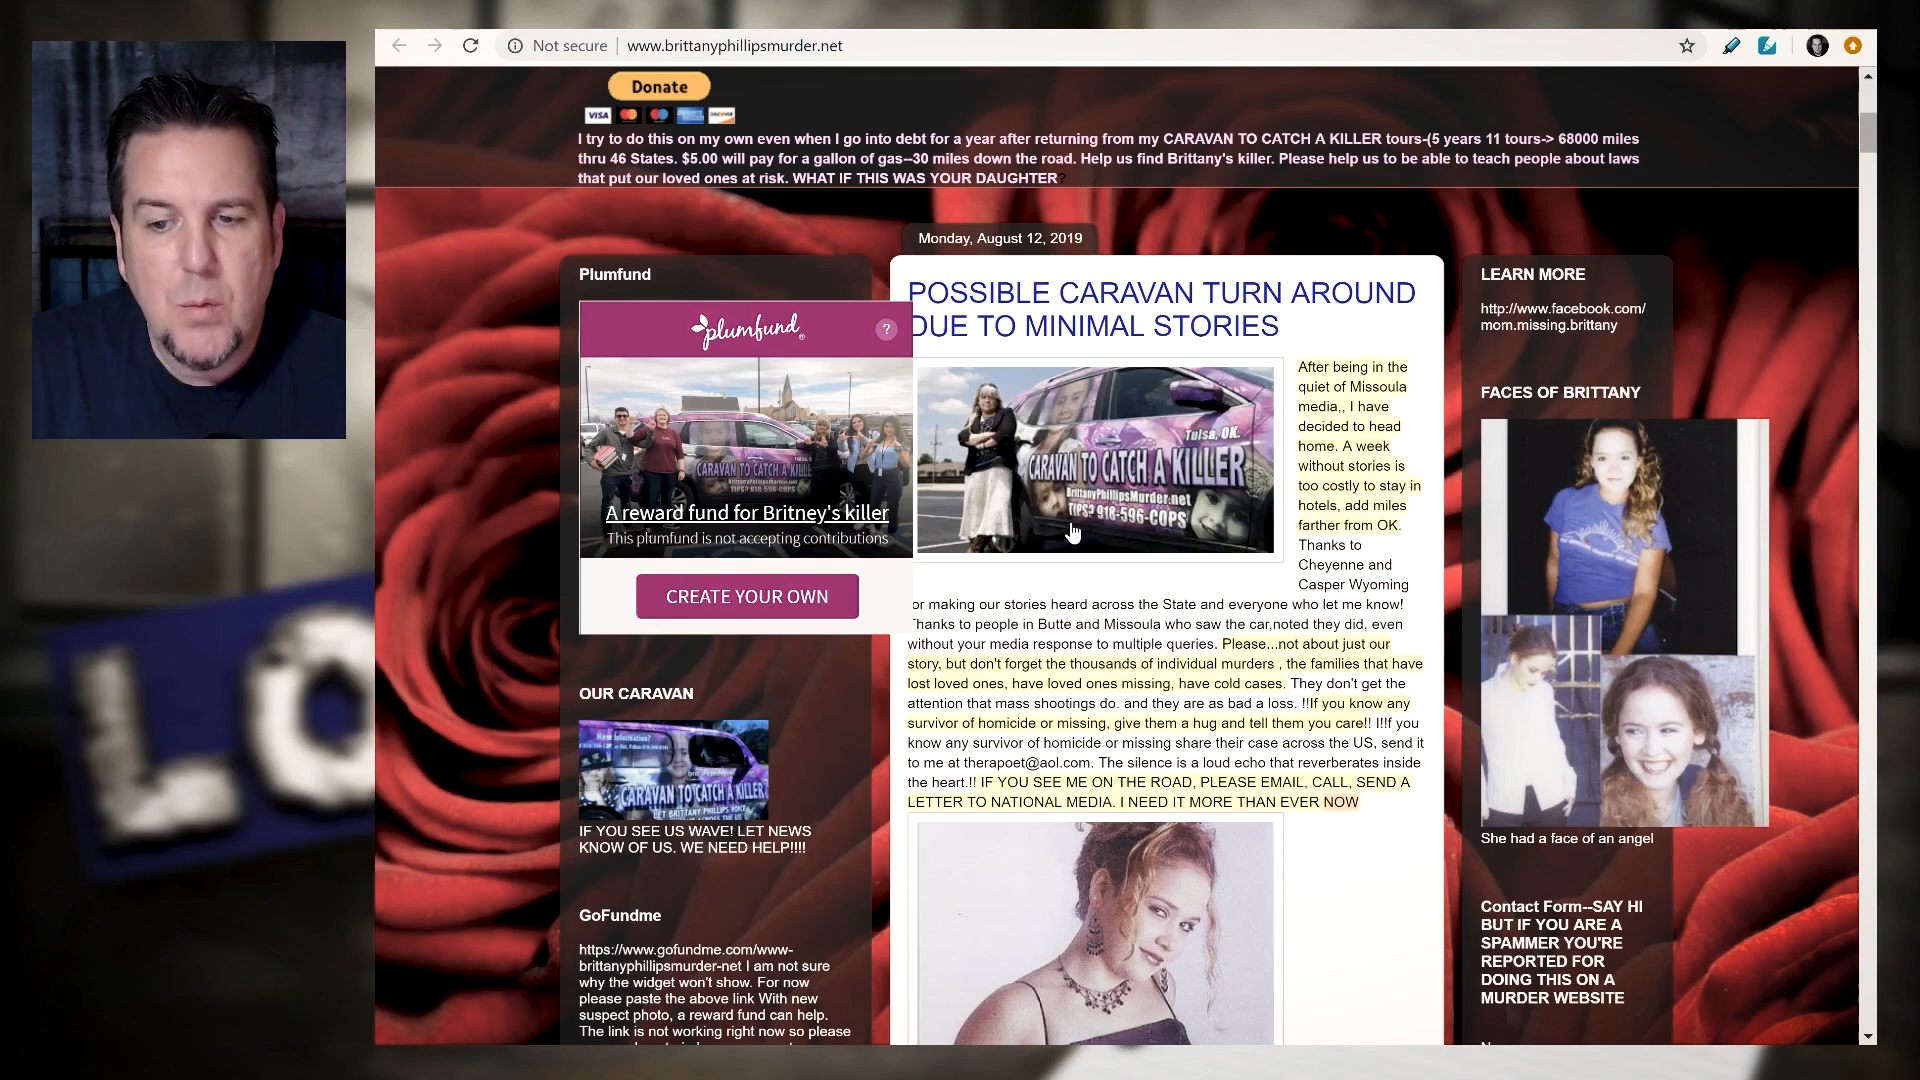 Not secure
www.brittanyphillipsmurder.net
Donate
VISA
I try to do this on my own even when I go into debt for a year after returning from my CARAVAN TO CATCH A KILLER tours-(5 years 11 tours-> 68000 miles
thru 46 States. $5.00 will pay for a gallon of gas--30 miles down the road. Help us find Brittany's killer. Please help us to be able to teach people about laws
that put our loved ones at risk. WHAT IF THIS WAS YOUR DAUGHTER?
Plumfund
plumfund
?
CARAVAN TO CATCH A KILLER
BrittanyPhillipsMurder.net
TIPS? 918-596-COPS
A reward fund for Britney's killer
This plumfund is not accepting contributions
CREATE YOUR OWN
OUR CARAVAN
CARAVAN TO CATCH A KILLER
IF YOU SEE US WAVE! LET NEWS
KNOW OF US. WE NEED HELP!!!!
GoFundme
https://www.gofundme.com/www-
brittanyphillipsmurder-net I am not sure
why the widget won't show. For now
please paste the above link With new
suspect photo, a reward fund can help.
The link is not working right now so please
Monday, August 12, 2019
POSSIBLE CARAVAN TURN AROUND
DUE TO MINIMAL STORIES
Tulsa, OK.
CARAVAN TO CATCH A KILLER
BrittanyPhillipsMurder.net
TIPS? 918-596-COPS
After being in the
quiet of Missoula
media,, I have
decided to head
home. A week
without stories is
too costly to stay in
hotels, add miles
farther from OK.
Thanks to
Cheyenne and
Casper Wyoming
or making our stories heard across the State and everyone who let me know!
Thanks to people in Butte and Missoula who saw the car,noted they did, even
without your media response to multiple queries. Please...not about just our
story, but don't forget the thousands of individual murders , the families that have
lost loved ones, have loved ones missing, have cold cases. They don't get the
attention that mass shootings do. and they are as bad a loss. !!If you know any
survivor of homicide or missing, give them a hug and tell them you care!! I!!f you
know any survivor of homicide or missing share their case across the US, send it
to me at therapoet@aol.com. The silence is a loud echo that reverberates inside
the heart.!! IF YOU SEE ME ON THE ROAD, PLEASE EMAIL, CALL, SEND A
LETTER TO NATIONAL MEDIA. I NEED IT MORE THAN EVER NOW
LEARN MORE
http://www.facebook.com/
mom.missing.brittany
FACES OF BRITTANY
She had a face of an angel
Contact Form--SAY HI
BUT IF YOU ARE A
SPAMMER YOU'RE
REPORTED FOR
DOING THIS ON A
MURDER WEBSITE
LO